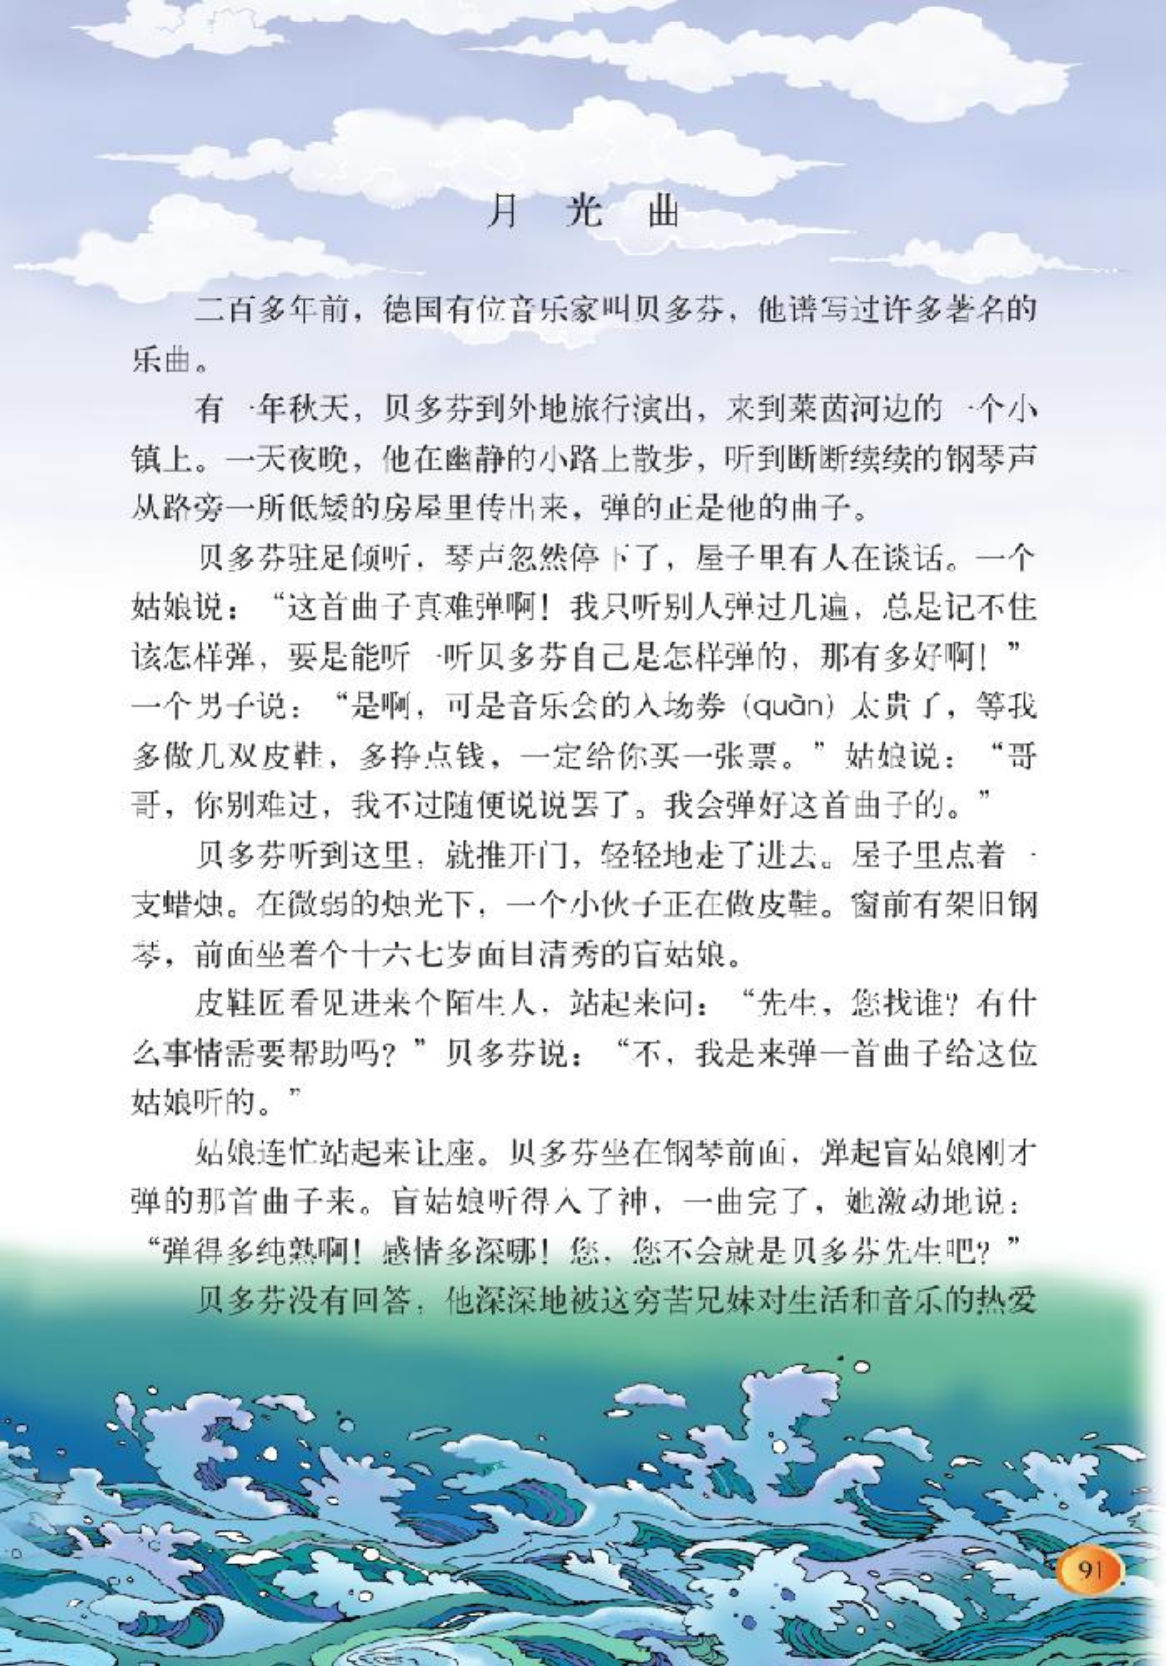 月光曲
二百多年前，德国有位音乐家叫贝多芬，他谱写过许多著名的
乐曲。
有一年秋天，贝多芬到外地旅行演出，来到莱茵河边的一个小
镇上。一天夜晚，他在幽静的小路上散步，听到断断续续的钢琴声
从路旁一所低矮的房屋里传出来，弹的正是他的曲子。
贝多芬驻足倾听，琴声忽然停下了，屋子里有人在谈话。一个
姑娘说：“这首曲子真难弹啊！我只听别人弹过几遍，总是记不住
该怎样弹，要是能听一听贝多芬自己是怎样弹的，那有多好啊！”
一个男子说：“是啊，可是音乐会的入场券（quàn）太贵了，等我
多做几双皮鞋，多挣点钱，一定给你买一张票。”姑娘说：“哥
哥，你别难过，我不过随便说说罢了。我会弹好这首曲子的。”
贝多芬听到这里，就推开门，轻轻地走了进去。屋子里点着一
支蜡烛。在微弱的烛光下，一个小伙子正在做皮鞋。窗前有架旧钢
琴，前面坐着个十六七岁面目清秀的盲姑娘。
皮鞋匠看见进来个陌生人，站起来问：“先生，您找谁？有什
么事情需要帮助吗？”贝多芬说：“不，我是来弹一首曲子给这位
姑娘听的。”
姑娘连忙站起来让座。贝多芬坐在钢琴前面，弹起盲姑娘刚才
弹的那首曲子来。盲姑娘听得入了神，一曲完了，她激动地说：
“弹得多纯熟啊！感情多深哪！您，您不会就是贝多芬先生吧？”
贝多芬没有回答，他深深地被这穷苦兄妹对生活和音乐的热爱
91